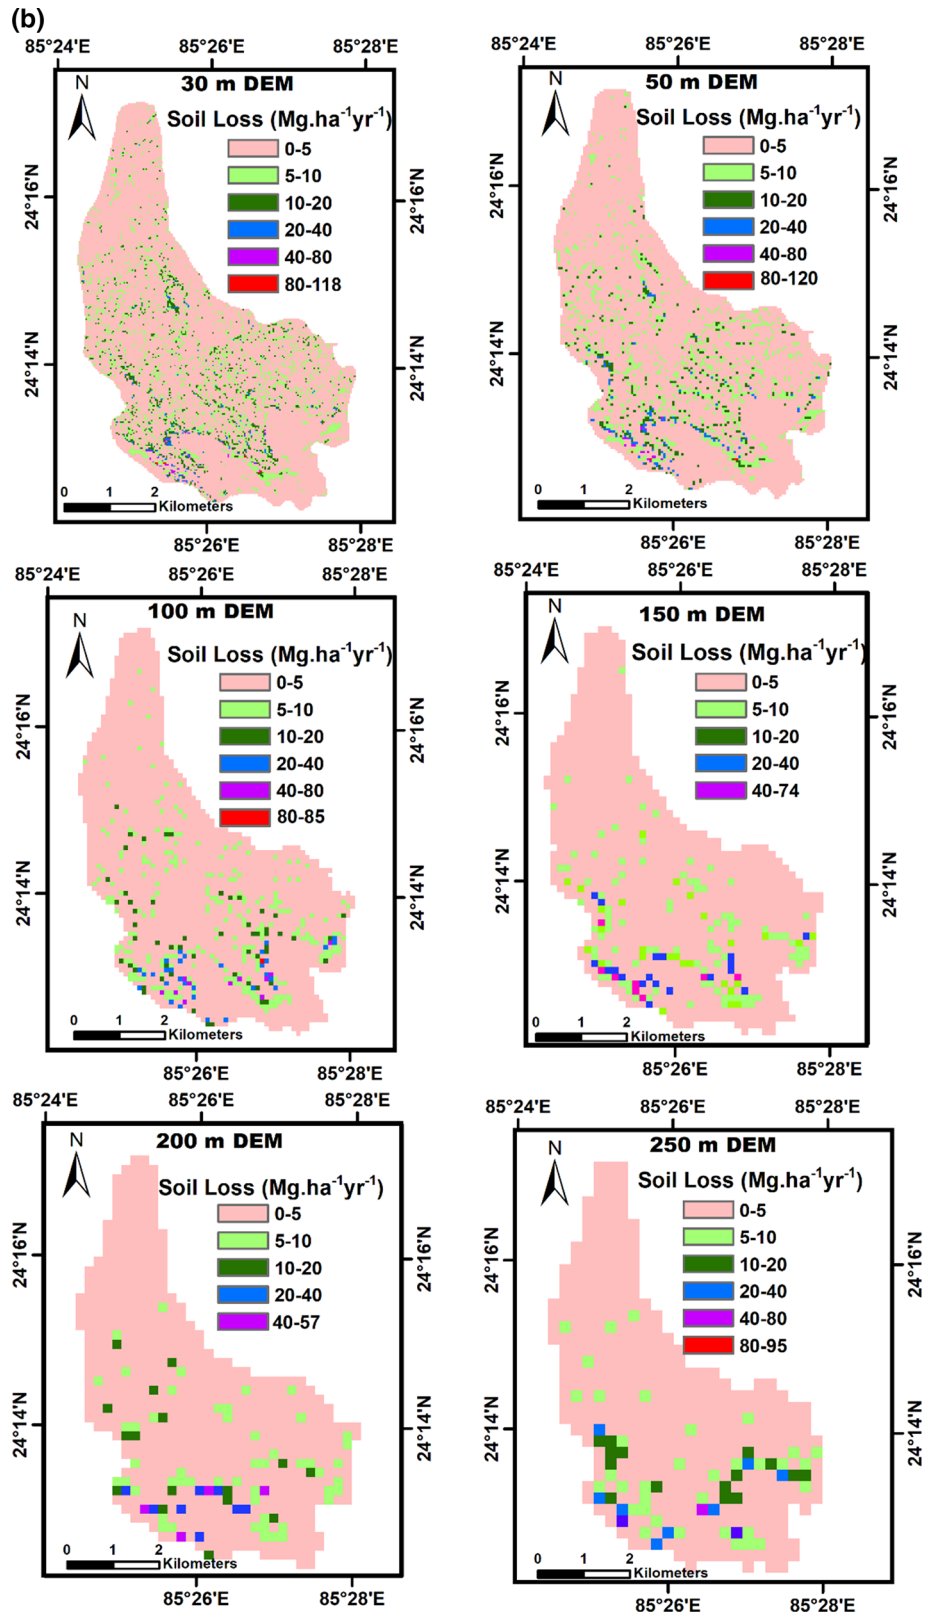 (b)
85°24'E 85°26'E 85°28'E
30 m DEM
N
Soil Loss (Mg.ha⁻¹yr⁻¹)
0-5
5-10
10-20
20-40
40-80
80-118
24°16'N 24°16'N
24°14'N 24°14'N
0 1 2
Kilometers
85°26'E 85°28'E
85°24'E 85°26'E 85°28'E
50 m DEM
N
Soil Loss (Mg.ha⁻¹yr⁻¹)
0-5
5-10
10-20
20-40
40-80
80-120
24°16'N 24°16'N
24°14'N 24°14'N
0 1 2
Kilometers
85°26'E 85°28'E
85°24'E 85°26'E 85°28'E
100 m DEM
N
Soil Loss (Mg.ha⁻¹yr⁻¹)
0-5
5-10
10-20
20-40
40-80
80-85
24°16'N 24°16'N
24°14'N 24°14'N
0 1 2
Kilometers
85°26'E 85°28'E
85°24'E 85°26'E 85°28'E
150 m DEM
N
Soil Loss (Mg.ha⁻¹yr⁻¹)
0-5
5-10
10-20
20-40
40-74
24°16'N 24°16'N
24°14'N 24°14'N
0 1 2
Kilometers
85°26'E 85°28'E
85°24'E 85°26'E 85°28'E
200 m DEM
N
Soil Loss (Mg.ha⁻¹yr⁻¹)
0-5
5-10
10-20
20-40
40-57
24°16'N 24°16'N
24°14'N 24°14'N
0 1 2
Kilometers
85°26'E 85°28'E
85°24'E 85°26'E 85°28'E
250 m DEM
N
Soil Loss (Mg.ha⁻¹yr⁻¹)
0-5
5-10
10-20
20-40
40-80
80-95
24°16'N 24°16'N
24°14'N 24°14'N
0 1 2
Kilometers
85°26'E 85°28'E